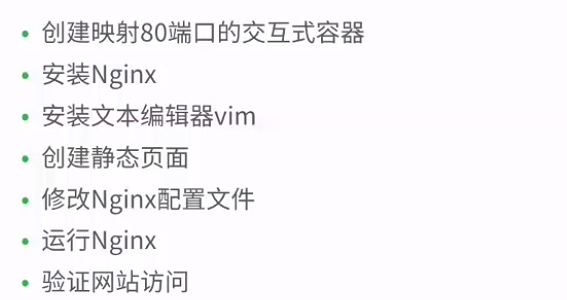 创建映射80端口的交互式容器
安装Nginx
安装文本编辑器vim
创建静态页面
修改Nginx配置文件
运行Nginx
验证网站访问